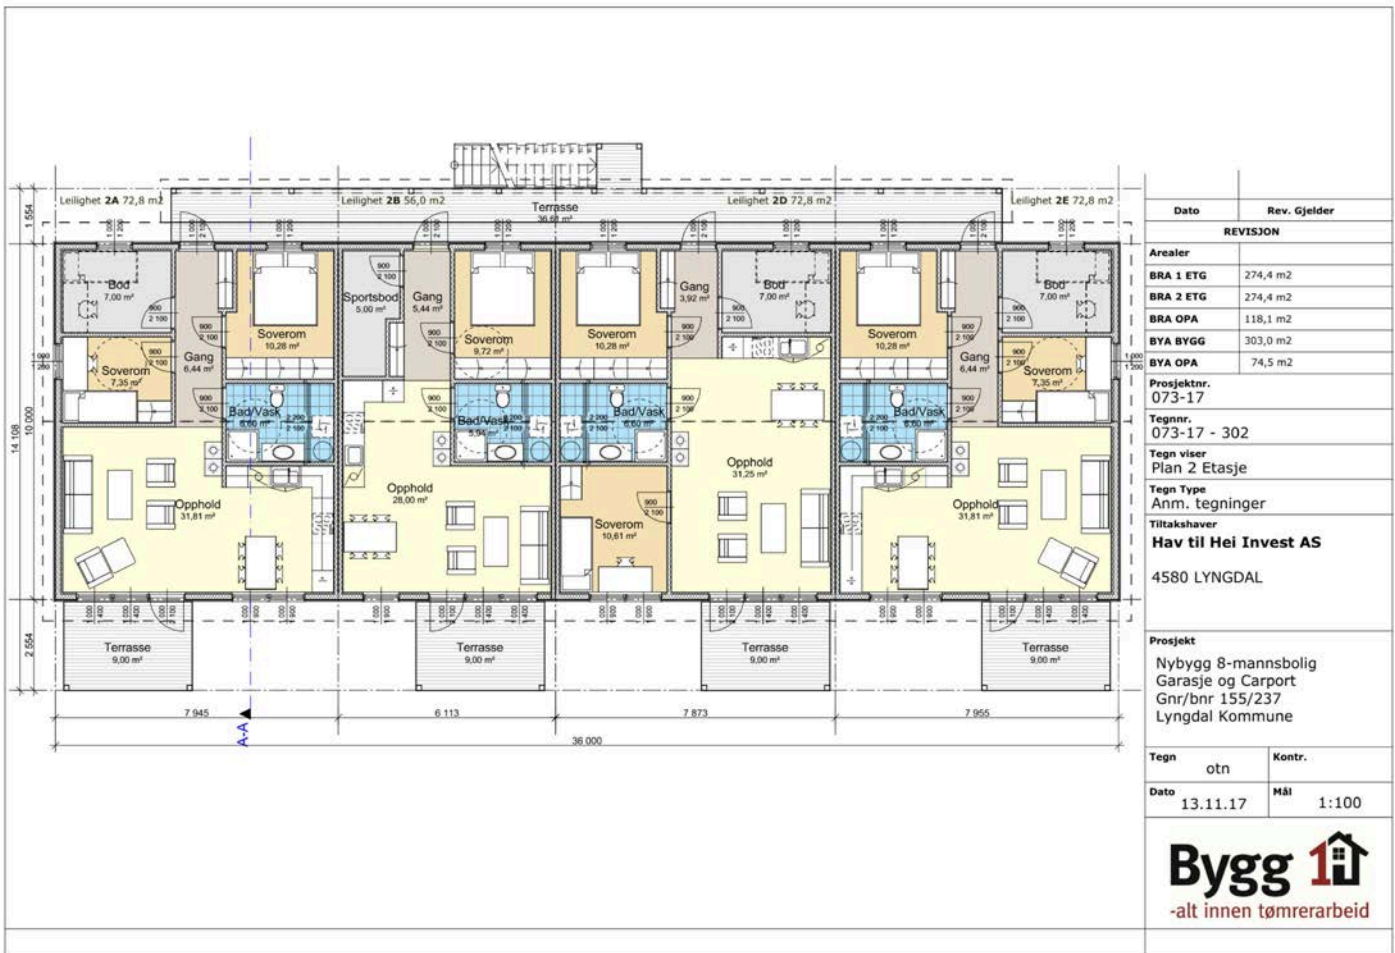 Leilighet 2A 72,8 m2
Leilighet 2B 56,0 m2
Leilighet 2D 72,8 m2
Leilighet 2E 72,8 m2
Terrasse
36,61 m²
1 554
14 108
10 000
2 554
Bod
7,00 m²
Soverom
7,35 m²
Gang
6,44 m²
Soverom
10,28 m²
Bad/Vask
6,60 m²
Opphold
31,81 m²
Terrasse
9,00 m²
Sportsbod
5,00 m²
Gang
5,44 m²
Soverom
9,72 m²
Bad/Vask
5,94 m²
Opphold
28,00 m²
Terrasse
9,00 m²
Soverom
10,28 m²
Gang
3,92 m²
Bod
7,00 m²
Bad/Vask
6,60 m²
Opphold
31,25 m²
Soverom
10,61 m²
Terrasse
9,00 m²
Soverom
10,28 m²
Gang
6,44 m²
Bod
7,00 m²
Soverom
7,35 m²
Bad/Vask
6,60 m²
Opphold
31,81 m²
Terrasse
9,00 m²
7 945
6 113
7 873
7 955
36 000
A-A
Dato Rev. Gjelder
REVISJON
Arealer
BRA 1 ETG 274,4 m2
BRA 2 ETG 274,4 m2
BRA OPA 118,1 m2
BYA BYGG 303,0 m2
BYA OPA 74,5 m2
Prosjektnr.
073-17
Tegnnr.
073-17 - 302
Tegn viser
Plan 2 Etasje
Tegn Type
Anm. tegninger
Tiltakshaver
Hav til Hei Invest AS
4580 LYNGDAL
Prosjekt
Nybygg 8-mannsbolig
Garasje og Carport
Gnr/bnr 155/237
Lyngdal Kommune
Tegn otn Kontr.
Dato 13.11.17 Mål 1:100
Bygg 1
-alt innen tømrerarbeid